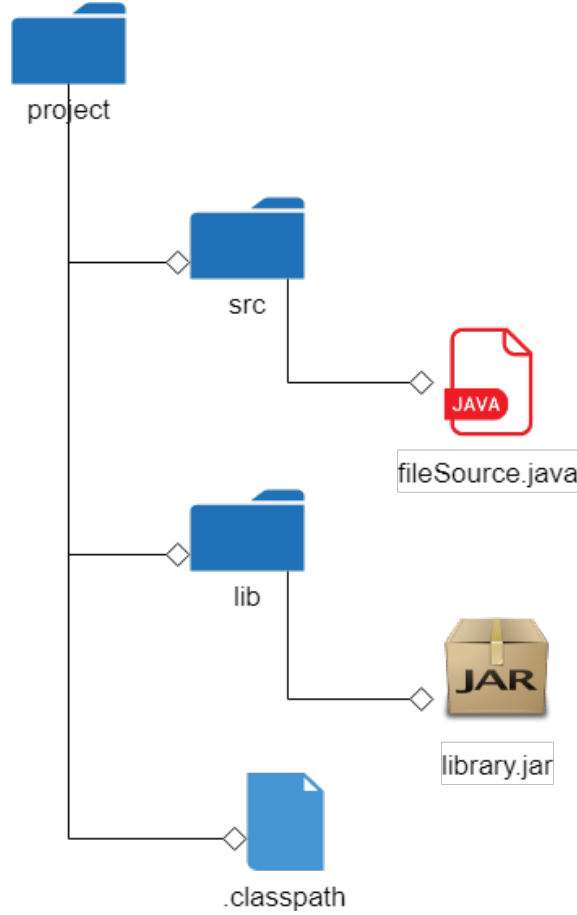 project
src
JAVA
fileSource.java
lib
JAR
library.jar
.classpath